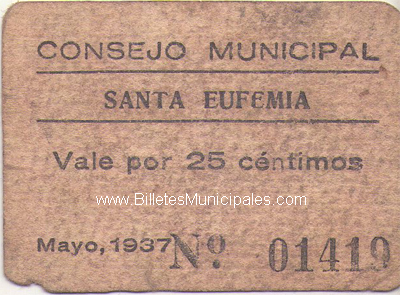 CONSEJO MUNICIPAL
SANTA EUFEMIA
Vale por 25 céntimos
www.BilletesMunicipales.com
Mayo, 1937 Nº 01419